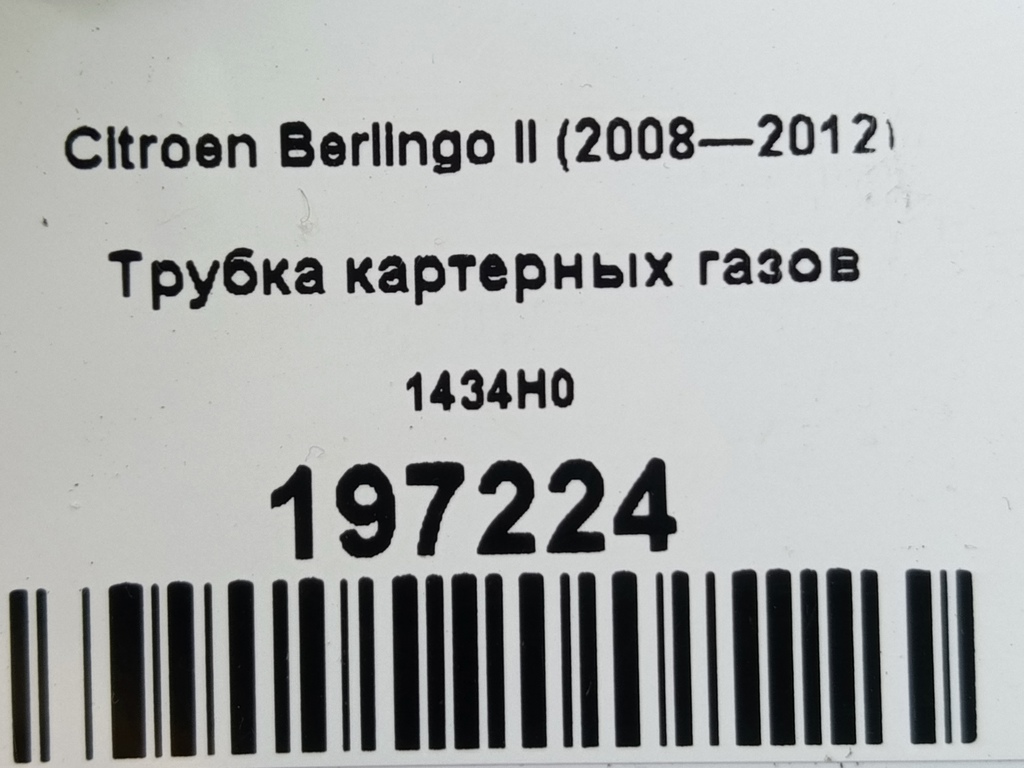 Citroen Berlingo II (2008—2012)
Трубка картерных газов
1434H0
197224